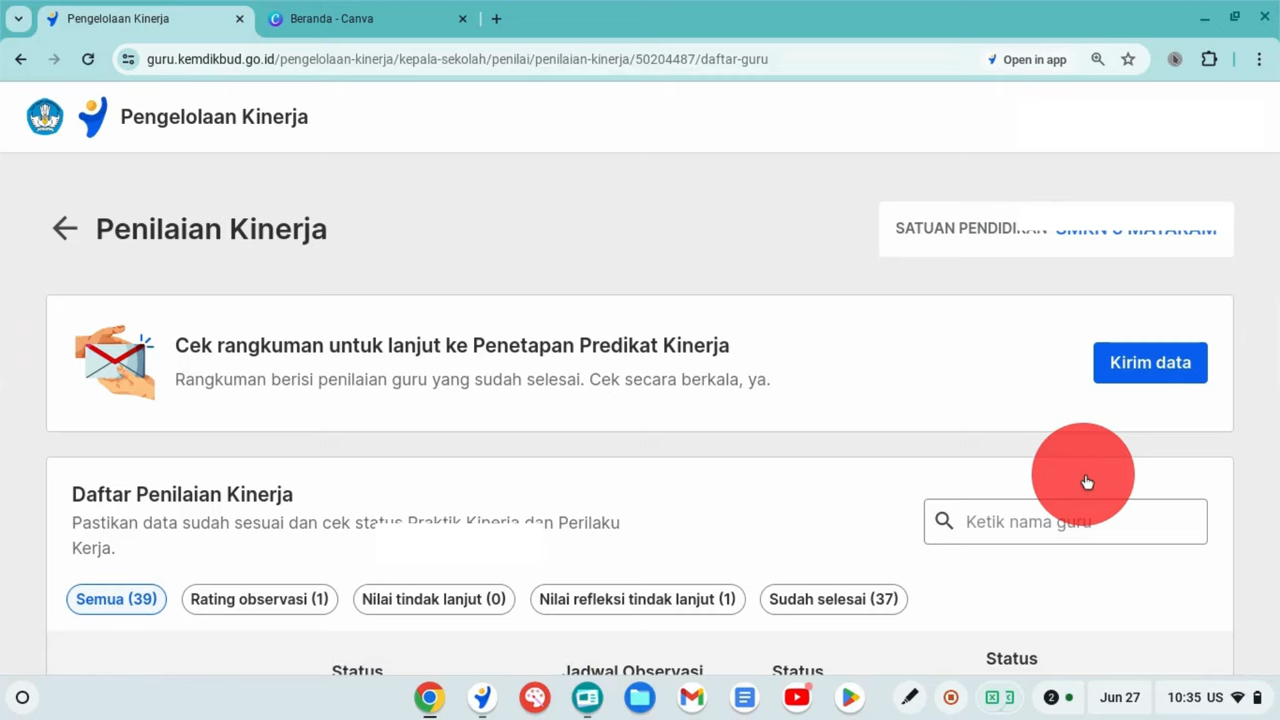 Pengelolaan Kinerja
Beranda - Canva
guru.kemdikbud.go.id/pengelolaan-kinerja/kepala-sekolah/penilai/penilaian-kinerja/50204487/daftar-guru
Open in app
Pengelolaan Kinerja
Penilaian Kinerja
SATUAN PENDIDIKAN
Cek rangkuman untuk lanjut ke Penetapan Predikat Kinerja
Rangkuman berisi penilaian guru yang sudah selesai. Cek secara berkala, ya.
Kirim data
Daftar Penilaian Kinerja
Pastikan data sudah sesuai dan cek status Praktik Kinerja dan Perilaku
Kerja.
Ketik nama guru
Semua (39) Rating observasi (1) Nilai tindak lanjut (0) Nilai refleksi tindak lanjut (1) Sudah selesai (37)
Status
Status Jadwal Observasi Status
2 Jun 27 10:35 US